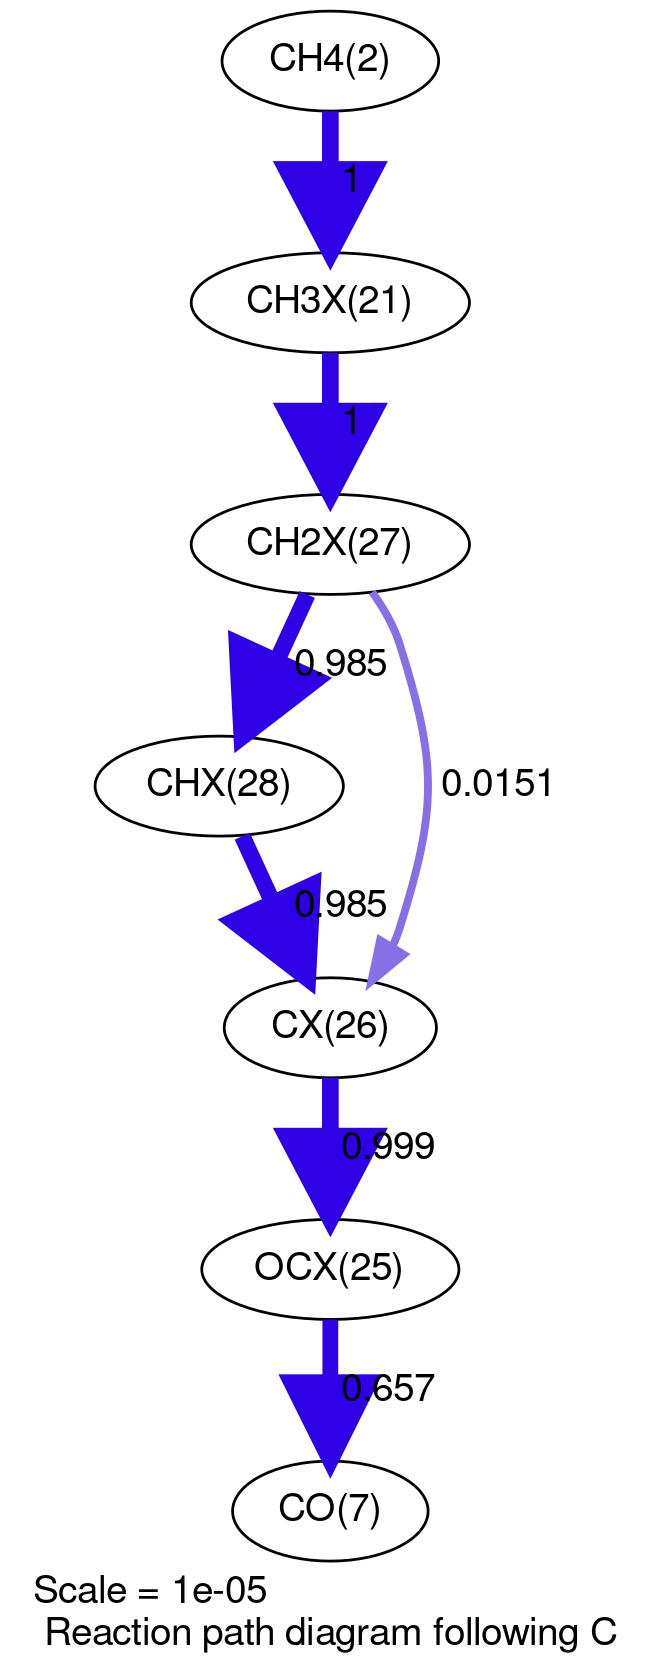 CH4(2)
1
CH3X(21)
1
CH2X(27)
0.985
CHX(28)
0.0151
0.985
CX(26)
0.999
OCX(25)
0.657
CO(7)
Scale = 1e-05
Reaction path diagram following C